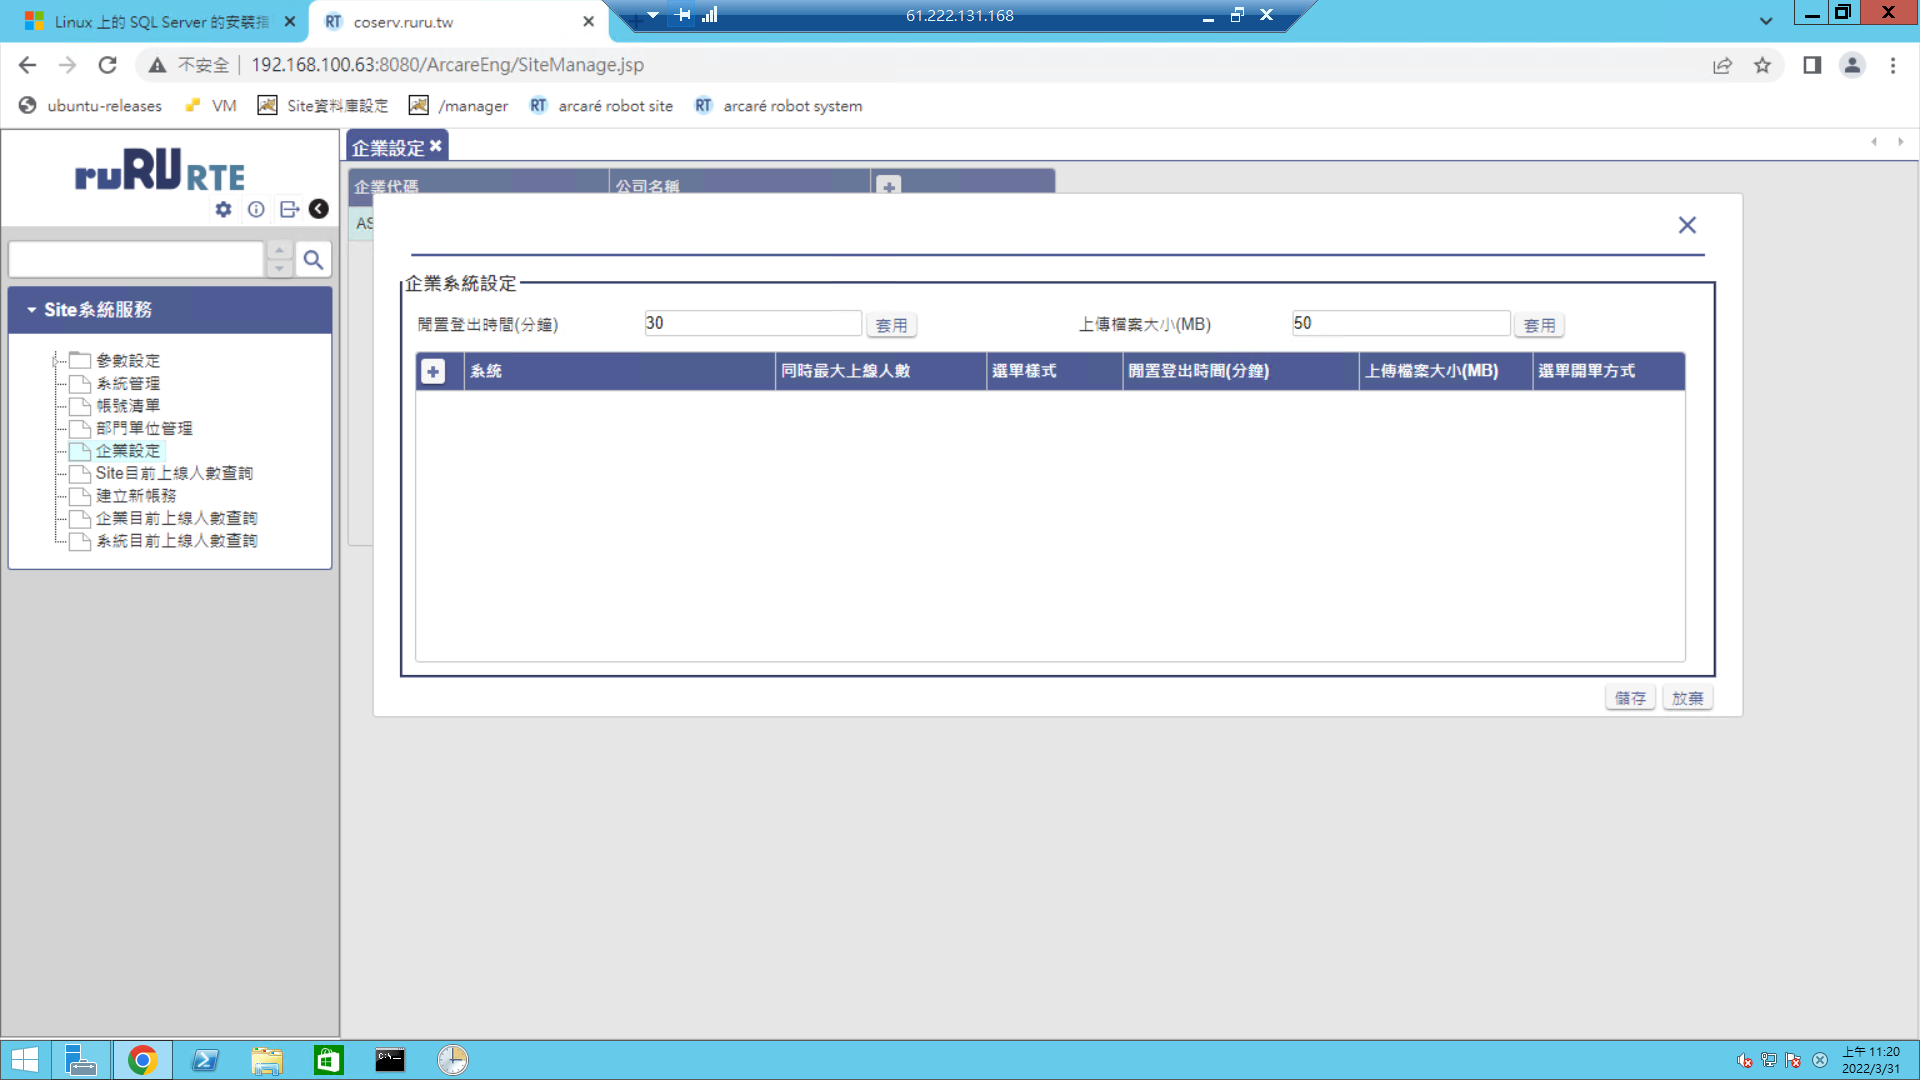 Linux 上的 SQL Server 的安裝指
coserv.ruru.tw
61.222.131.168
不安全
192.168.100.63:8080/ArcareEng/SiteManage.jsp
ubuntu-releases
VM
Site資料庫設定
/manager
RT arcaré robot site
RT arcaré robot system
ruRU RTE
企業設定
企業代碼
公司名稱
AS
Site系統服務
參數設定
系統管理
帳號清單
部門單位管理
企業設定
Site目前上線人數查詢
建立新帳務
企業目前上線人數查詢
系統目前上線人數查詢
企業系統設定
閒置登出時間(分鐘)
30
套用
上傳檔案大小(MB)
50
套用
系統
同時最大上線人數
選單樣式
閒置登出時間(分鐘)
上傳檔案大小(MB)
選單開單方式
儲存
放棄
上午 11:20
2022/3/31